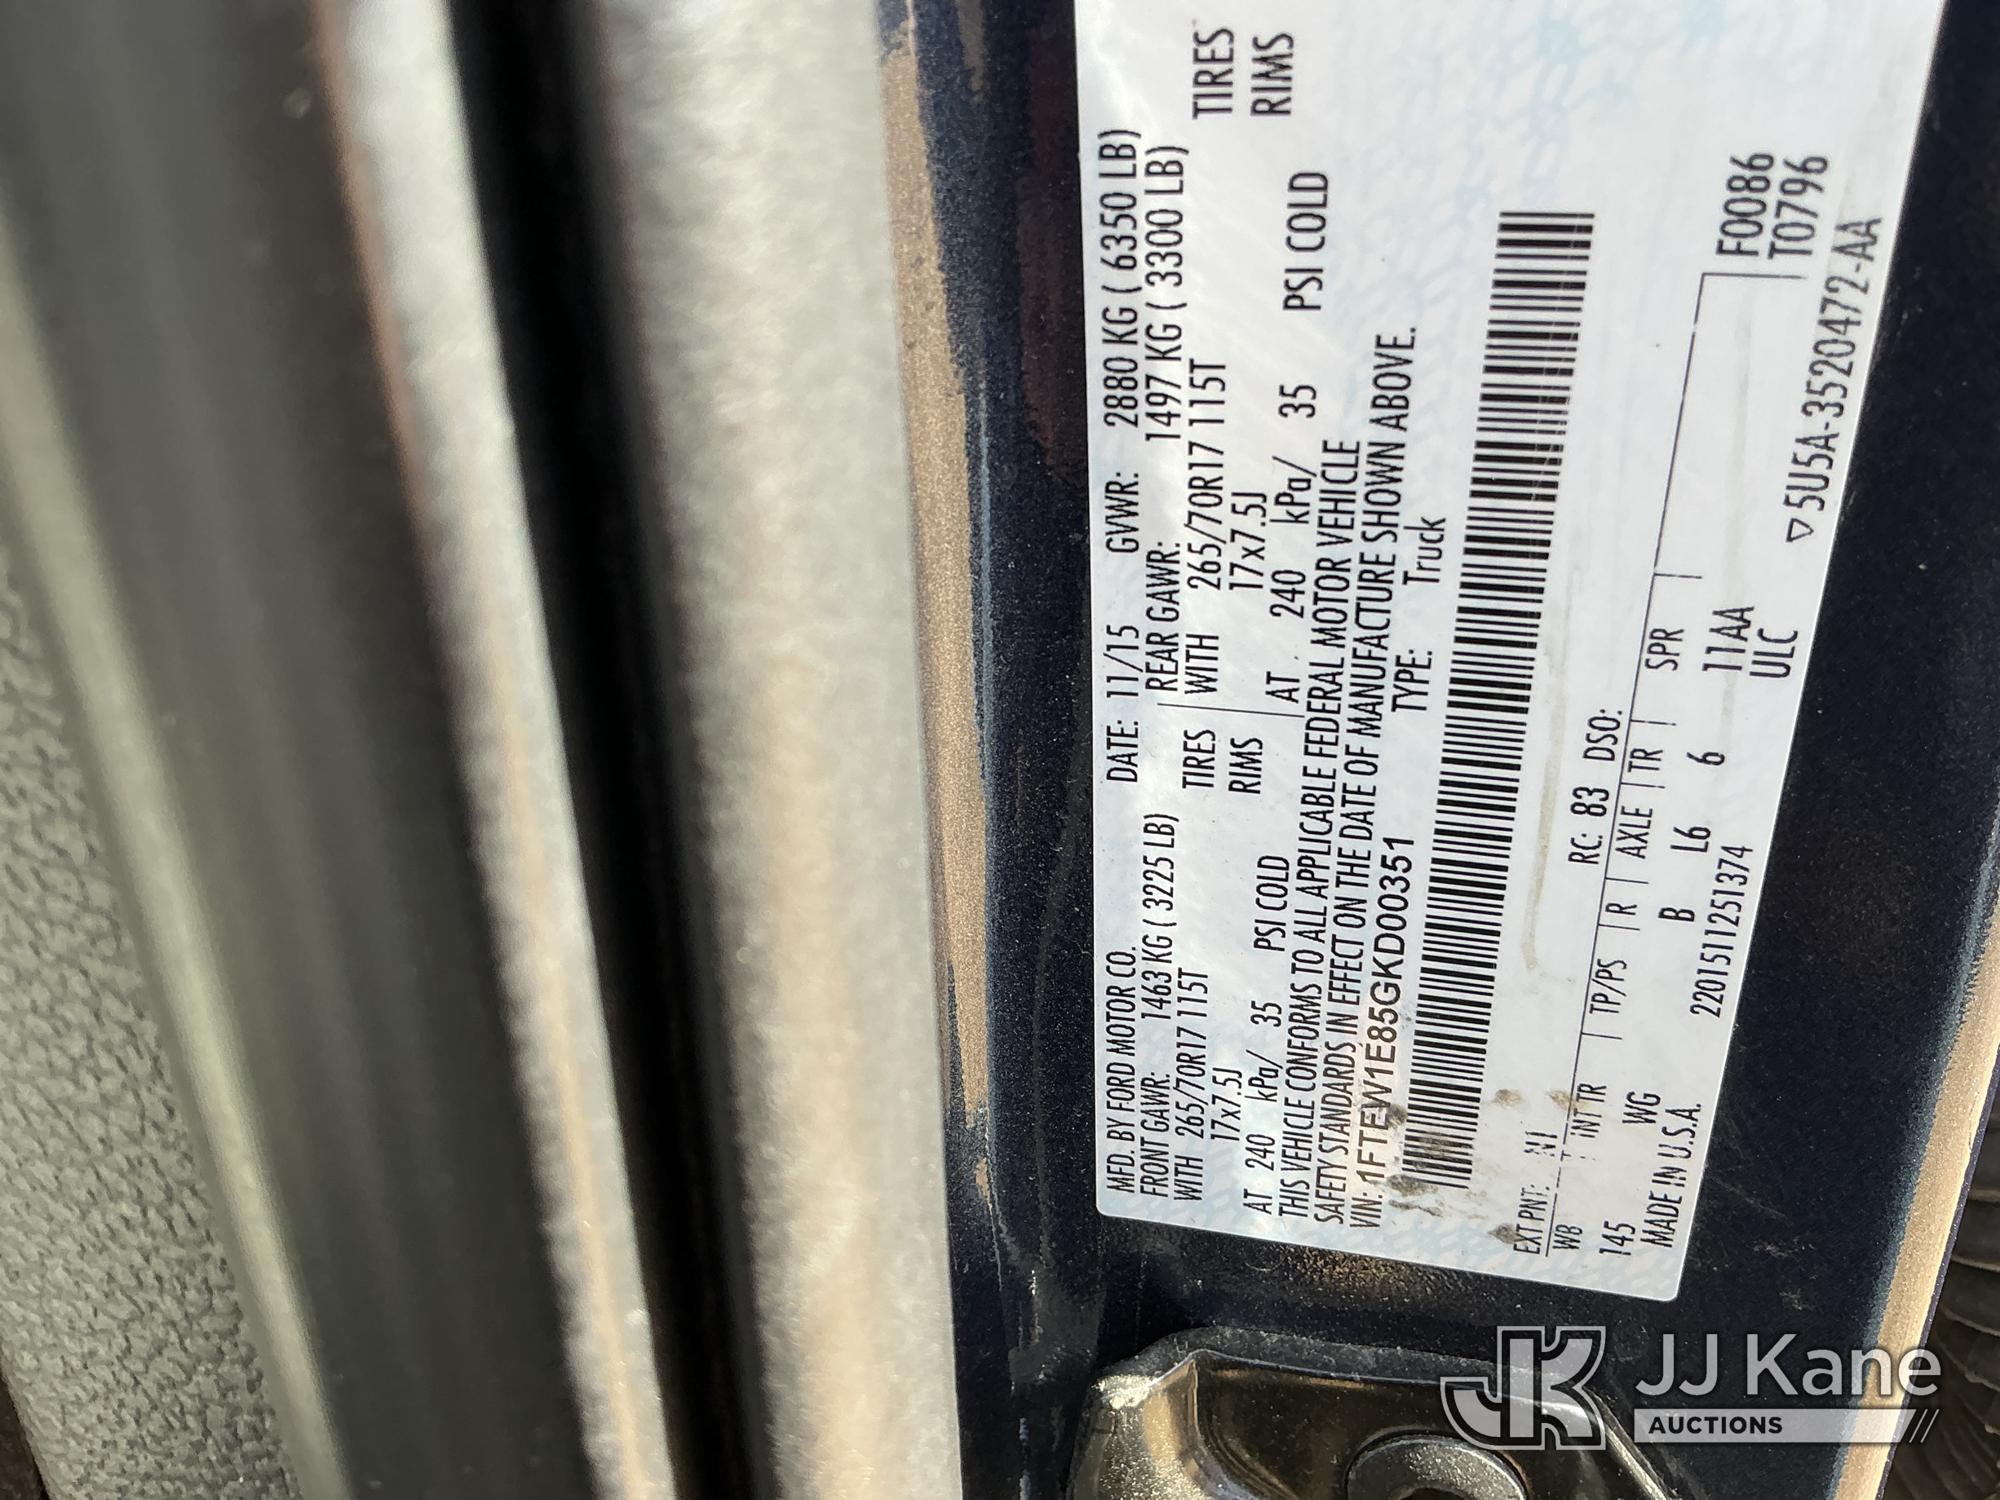 MFD. BY FORD MOTOR CO. DATE: 11/15 GVWR: 2880 KG ( 6350 LB)
FRONT GAWR: 1463 KG ( 3225 LB) REAR GAWR: 1497 KG ( 3300 LB)
WITH 265/70R17 115T TIRES WITH 265/70R17 115T TIRES
17x7.5J RIMS 17x7.5J RIMS
AT 240 kPa/ 35 PSI COLD AT 240 kPa/ 35 PSI COLD
THIS VEHICLE CONFORMS TO ALL APPLICABLE FEDERAL MOTOR VEHICLE
SAFETY STANDARDS IN EFFECT ON THE DATE OF MANUFACTURE SHOWN ABOVE.
VIN: 1FTEW1E85GKD00351 TYPE: Truck
EXT PNT: N1 RC: 83 DSO:
WB INT TR TP/PS R AXLE TR SPR F00086
145 WG B L6 6 11AA T0796
MADE IN U.S.A. 2201511251374 ULC ▽5U5A-3520472-AA
JJ Kane
AUCTIONS